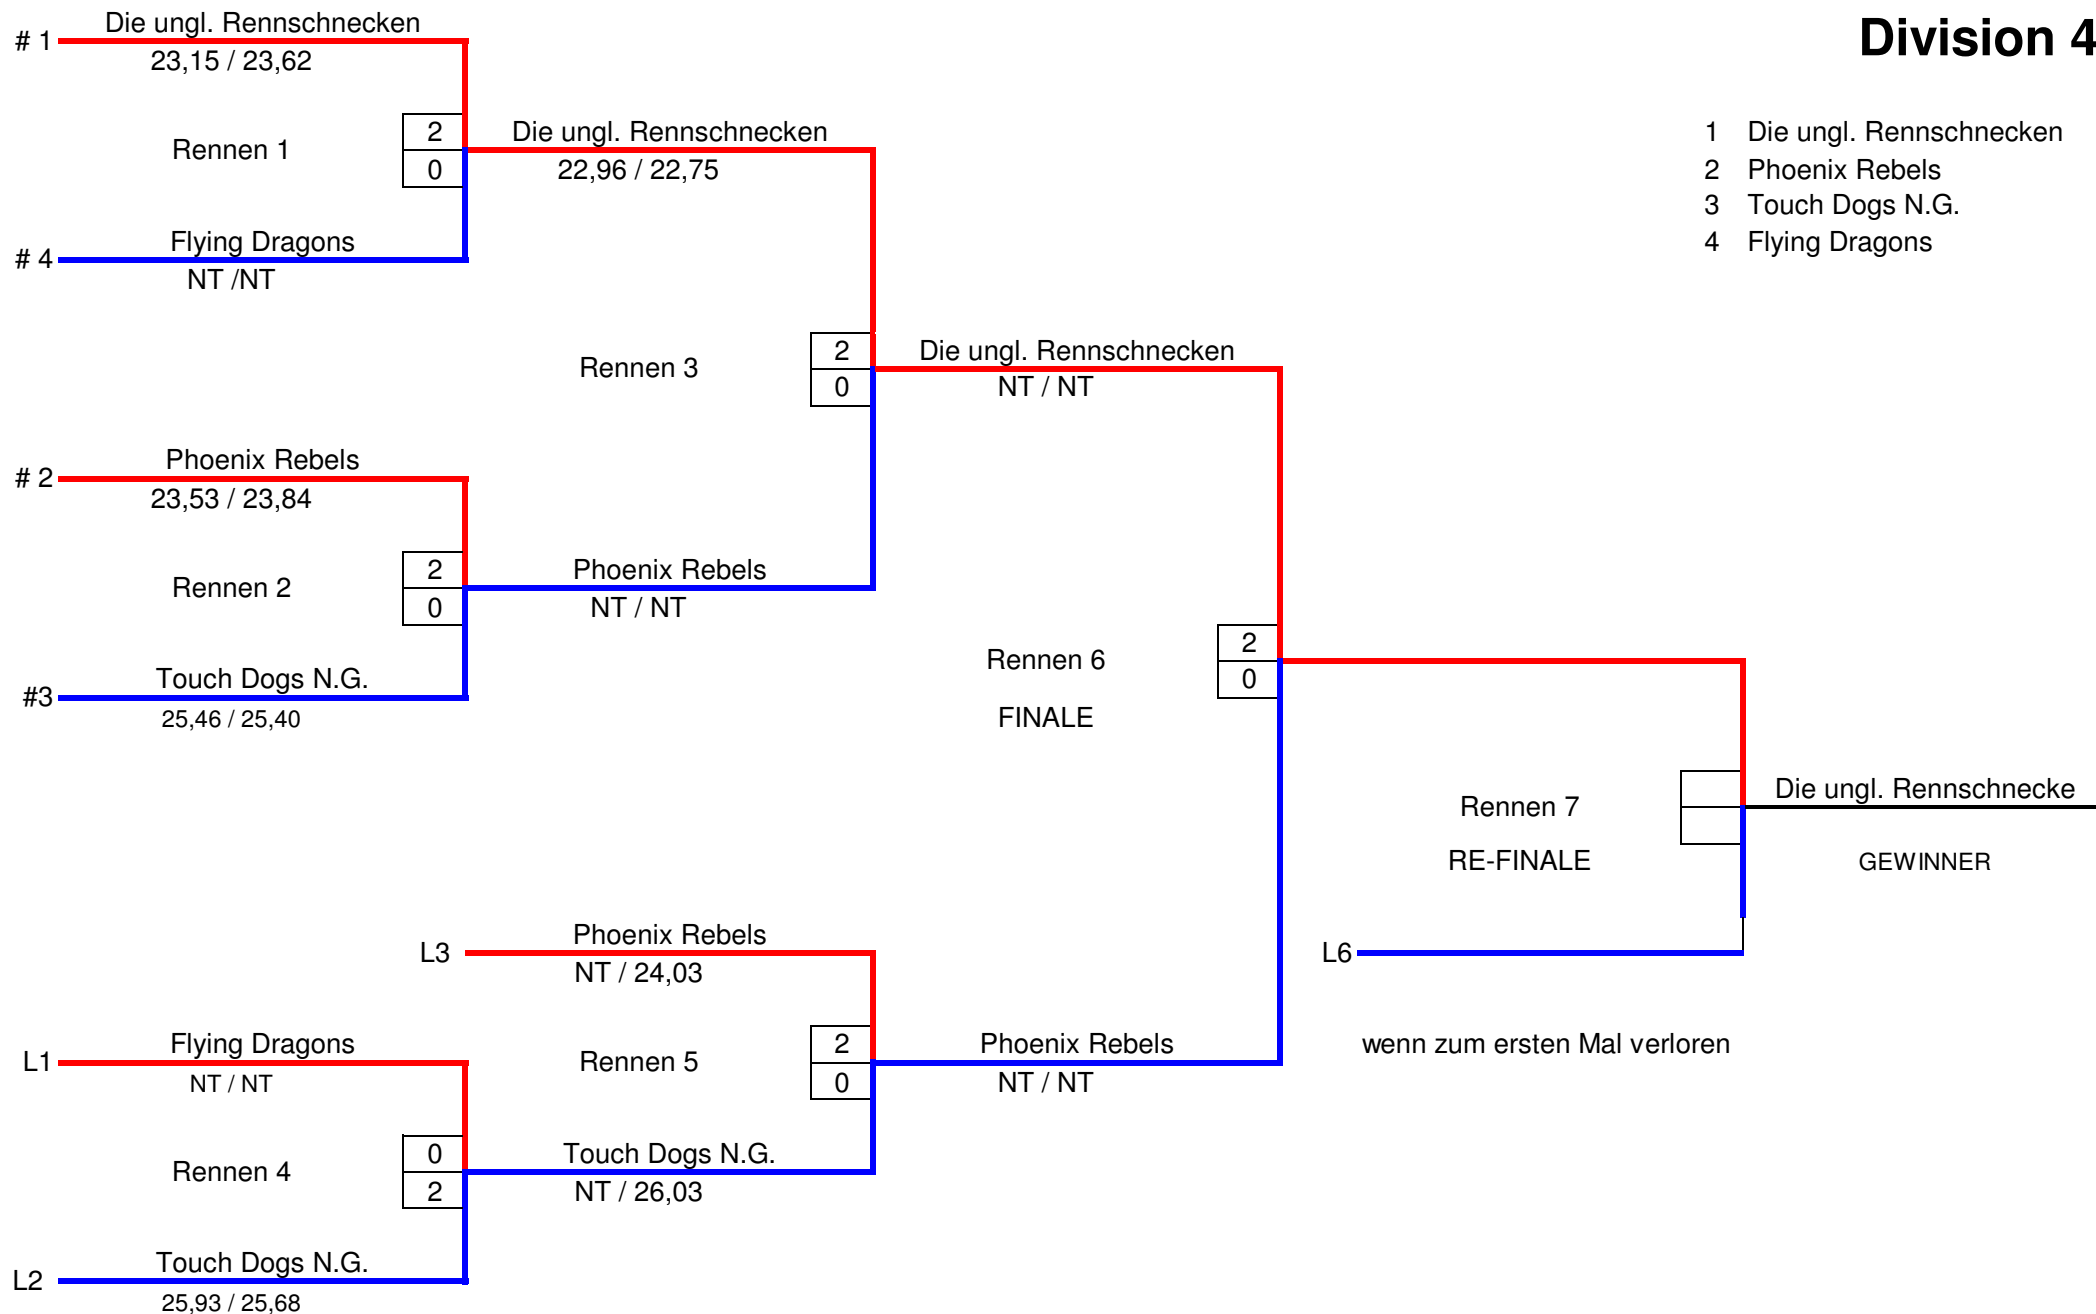 Division 4
1 Die ungl. Rennschnecken
2 Phoenix Rebels
3 Touch Dogs N.G.
4 Flying Dragons
# 1 Die ungl. Rennschnecken
23,15 / 23,62
Rennen 1
2
0
# 4 Flying Dragons
NT /NT
Die ungl. Rennschnecken
22,96 / 22,75
Rennen 3
2
0
# 2 Phoenix Rebels
23,53 / 23,84
Rennen 2
2
0
#3 Touch Dogs N.G.
25,46 / 25,40
Phoenix Rebels
NT / NT
Die ungl. Rennschnecken
NT / NT
Rennen 6
FINALE
2
0
Rennen 7
RE-FINALE
Die ungl. Rennschnecke
GEWINNER
L6
wenn zum ersten Mal verloren
L3 Phoenix Rebels
NT / 24,03
Rennen 5
2
0
Phoenix Rebels
NT / NT
L1 Flying Dragons
NT / NT
Rennen 4
0
2
Touch Dogs N.G.
NT / 26,03
L2 Touch Dogs N.G.
25,93 / 25,68